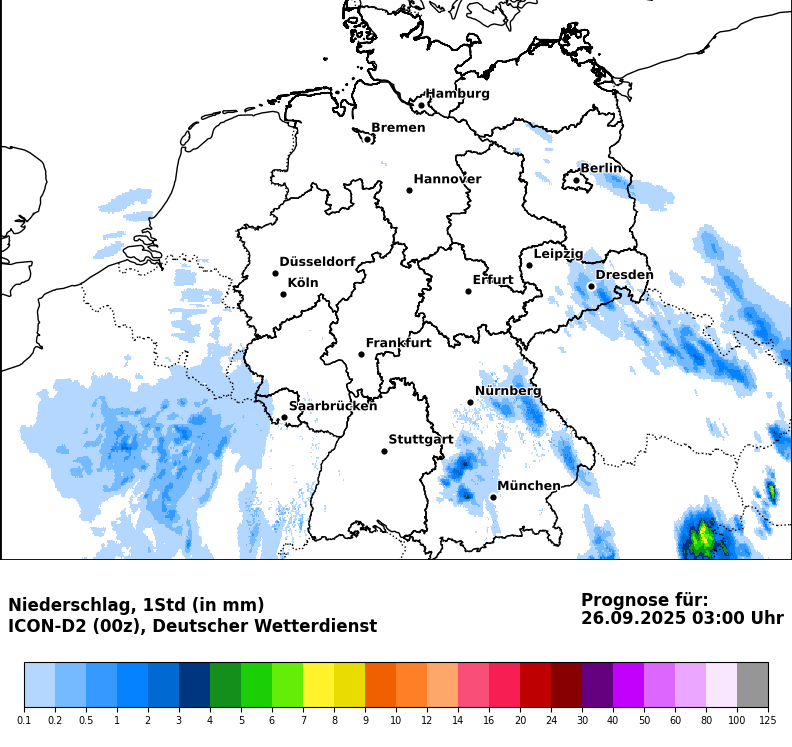 Hamburg
Bremen
Berlin
Hannover
Leipzig
Düsseldorf
Dresden
Köln
Erfurt
Frankfurt
Nürnberg
Saarbrücken
Stuttgart
München
Niederschlag, 1Std (in mm)
ICON-D2 (00z), Deutscher Wetterdienst
Prognose für:
26.09.2025 03:00 Uhr
0.1 0.2 0.5 1 2 3 4 5 6 7 8 9 10 12 14 16 20 24 30 40 50 60 80 100 125